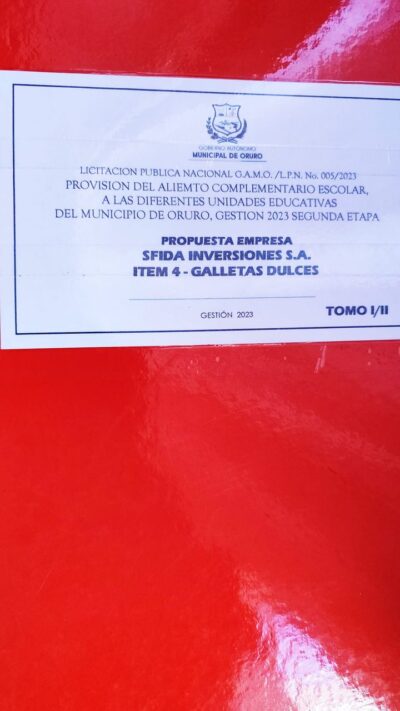 GOBIERNO AUTÓNOMO
MUNICIPAL DE ORURO
LICITACION PUBLICA NACIONAL G.A.M.O. /L.P.N. No. 005/2023
PROVISION DEL ALIEMTO COMPLEMENTARIO ESCOLAR,
A LAS DIFERENTES UNIDADES EDUCATIVAS
DEL MUNICIPIO DE ORURO, GESTION 2023 SEGUNDA ETAPA
PROPUESTA EMPRESA
SFIDA INVERSIONES S.A.
ITEM 4 - GALLETAS DULCES
GESTIÓN 2023
TOMO I/II